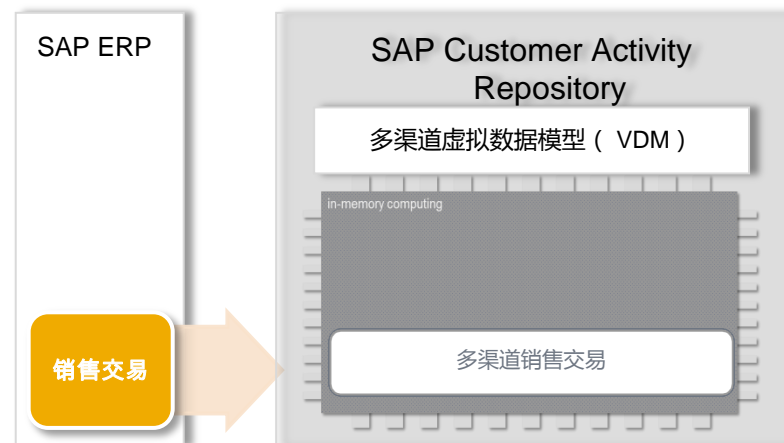 SAP ERP
SAP Customer Activity
Repository
多渠道虚拟数据模型（ VDM ）
in-memory computing
多渠道销售交易
销售交易